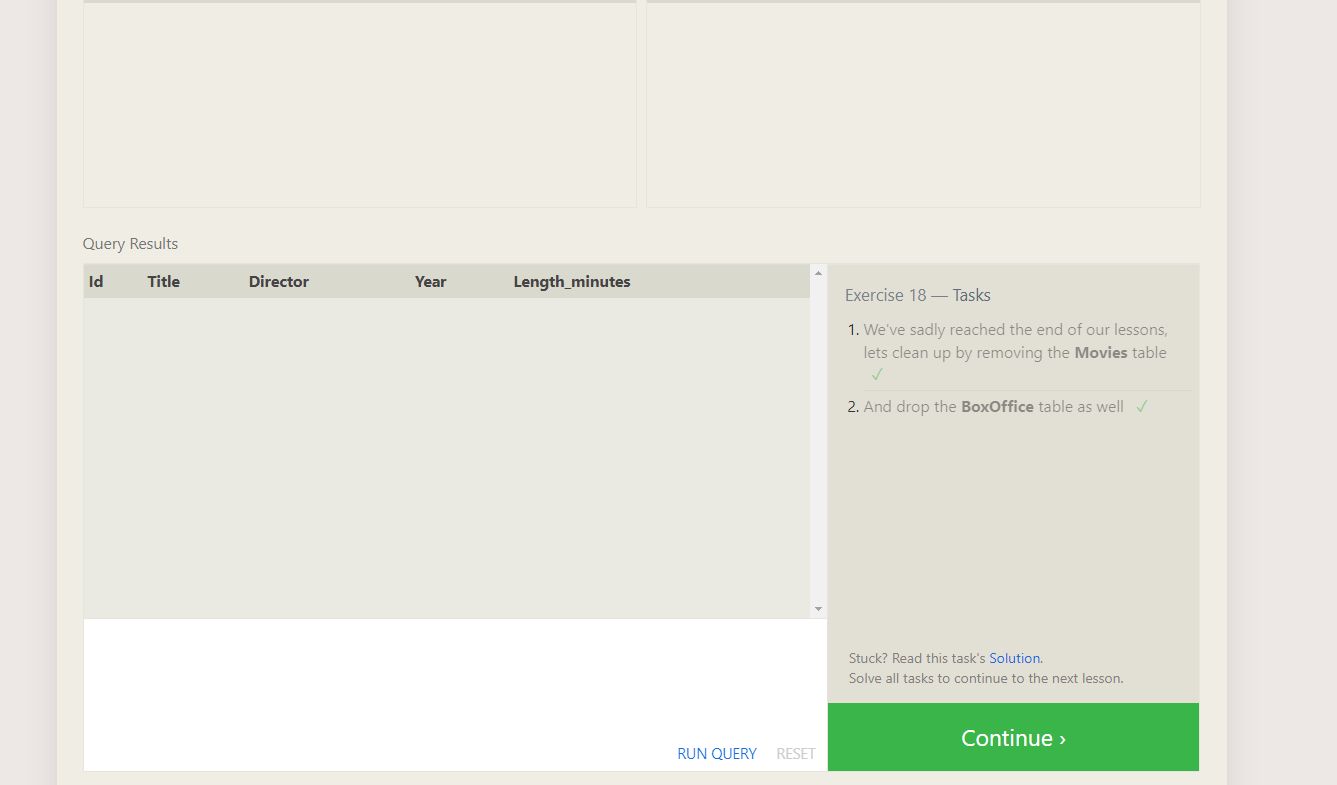 Query Results
Id Title Director Year Length_minutes
Exercise 18 — Tasks
1. We've sadly reached the end of our lessons,
lets clean up by removing the Movies table
✓
2. And drop the BoxOffice table as well ✓
Stuck? Read this task's Solution.
Solve all tasks to continue to the next lesson.
RUN QUERY RESET
Continue ›